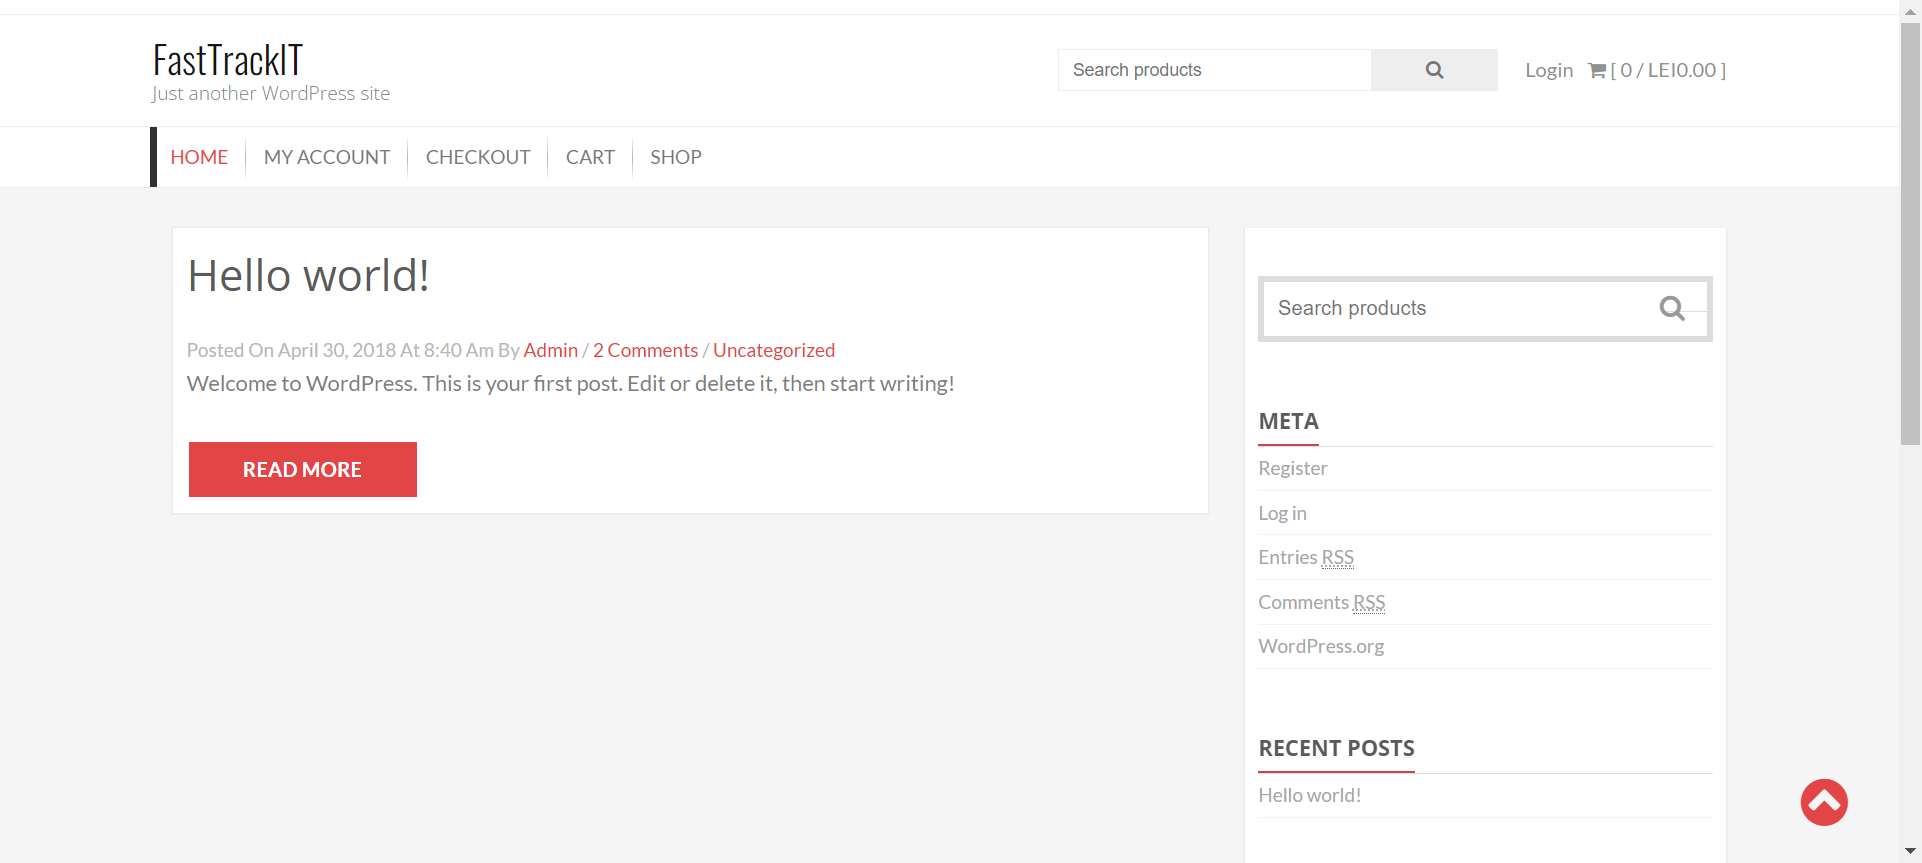 FastTrackIT
Just another WordPress site
Search products
Login [ 0 / LEI0.00 ]
HOME
MY ACCOUNT
CHECKOUT
CART
SHOP
Hello world!
Posted On April 30, 2018 At 8:40 Am By Admin / 2 Comments / Uncategorized
Welcome to WordPress. This is your first post. Edit or delete it, then start writing!
READ MORE
Search products
META
Register
Log in
Entries RSS
Comments RSS
WordPress.org
RECENT POSTS
Hello world!